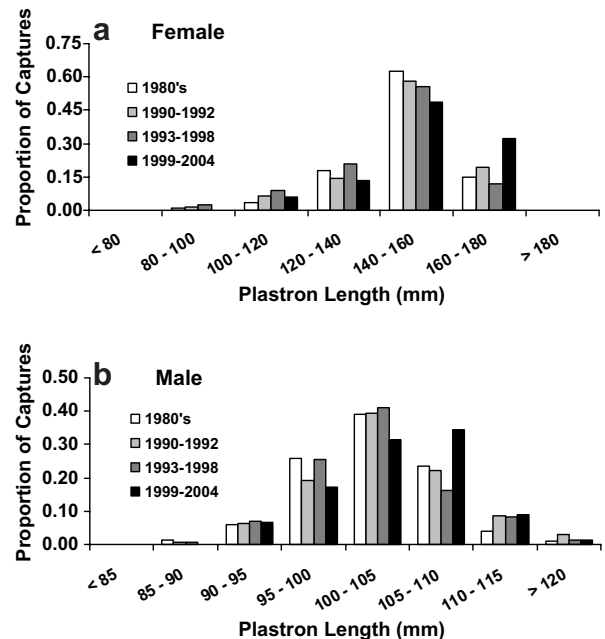 a Female
Proportion of Captures
0.75
0.60
0.45
0.30
0.15
0.00
1980's
1990-1992
1993-1998
1999-2004
< 80
80 - 100
100 - 120
120 - 140
140 - 160
160 - 180
> 180
Plastron Length (mm)
b Male
Proportion of Captures
0.50
0.40
0.30
0.20
0.10
0.00
1980's
1990-1992
1993-1998
1999-2004
< 85
85 - 90
90 - 95
95 - 100
100 - 105
105 - 110
110 - 115
> 120
Plastron Length (mm)